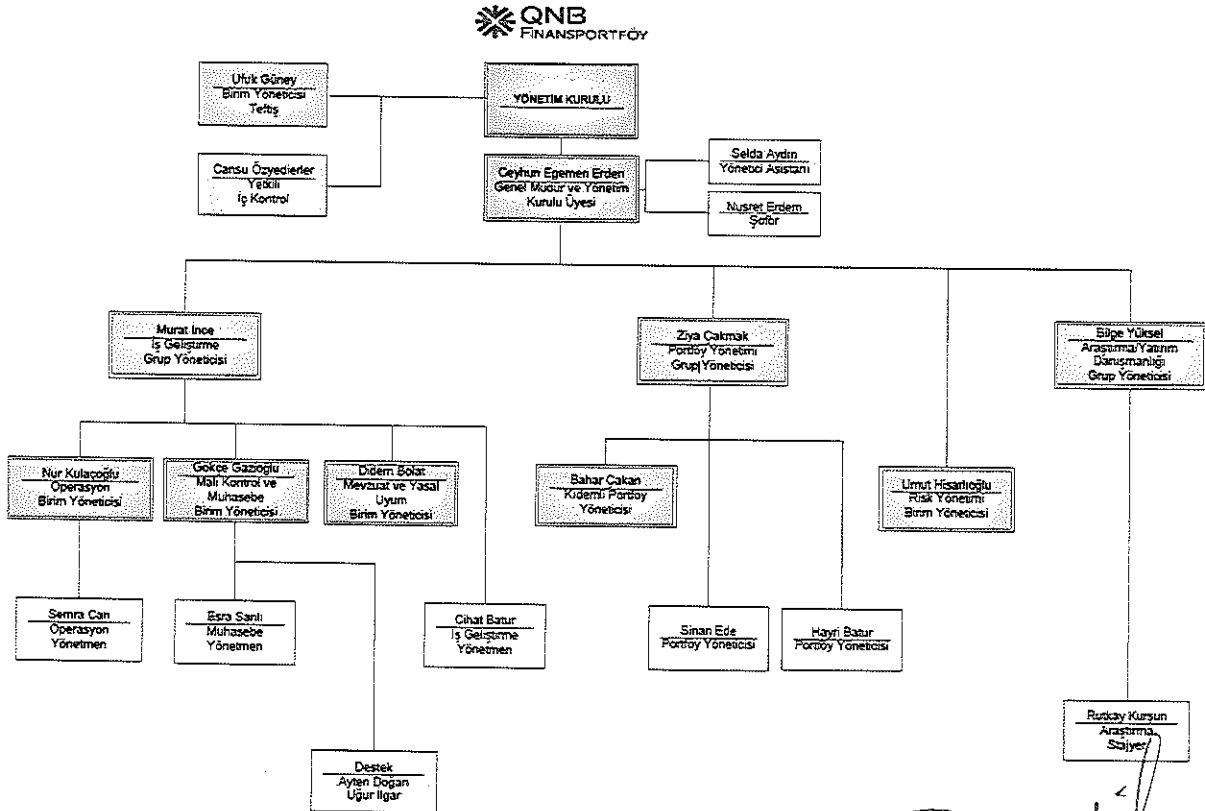 QNB
FİNANSPORTFÖY
Ufuk Güney
Birim Yöneticisi
Teftiş
YÖNETİM KURULU
Cansu Özyedierler
Yetkili
İç Kontrol
Ceyhun Egemen Erden
Genel Müdür ve Yönetim
Kurulu Üyesi
Selda Aydın
Yönetici Asistanı
Nusret Erdem
Şoför
Murat İnce
İş Geliştirme
Grup Yöneticisi
Ziya Çakmak
Portföy Yönetimi
Grup Yöneticisi
Bilge Yüksel
Araştırma/Yatırım
Danışmanlığı
Grup Yöneticisi
Nur Kulaçoğlu
Operasyon
Birim Yöneticisi
Gökçe Gazioğlu
Mali Kontrol ve
Muhasebe
Birim Yöneticisi
Didem Bolat
Mevzuat ve Yasal
Uyum
Birim Yöneticisi
Bahar Çakan
Kıdemli Portföy
Yöneticisi
Umut Hisarlıoğlu
Risk Yönetimi
Birim Yöneticisi
Semra Can
Operasyon
Yönetmen
Esra Sanlı
Muhasebe
Yönetmen
Cihat Batur
İş Geliştirme
Yönetmen
Sinan Ede
Portföy Yöneticisi
Hayri Batur
Portföy Yöneticisi
Rutkay Kurşun
Araştırma
Stajyer
Destek
Ayten Doğan
Uğur Ilgar